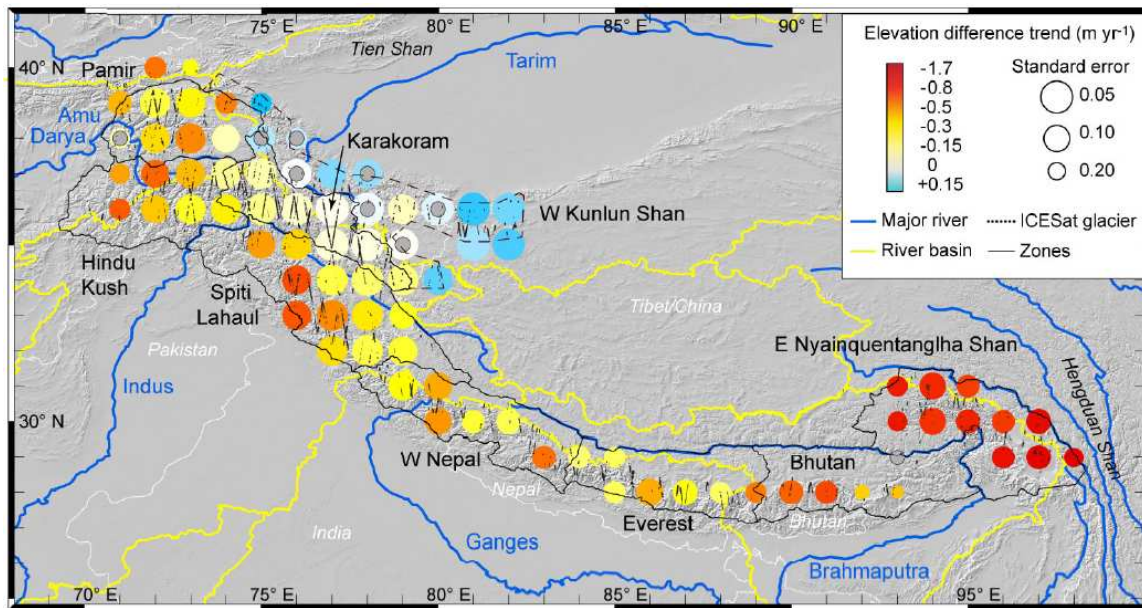 75° E
80° E
85° E
90° E
Tien Shan
40° N
Pamir
Tarim
Amu
Darya
Karakoram
W Kunlun Shan
Hindu
Kush
Spiti
Lahaul
Tibet/China
Pakistan
E Nyainquentanglha Shan
Hengduan Shan
Indus
30° N
W Nepal
Bhutan
Nepal
Everest
Bhutan
India
Ganges
Brahmaputra
70° E
75° E
80° E
85° E
90° E
95° E
Elevation difference trend (m yr-1)
-1.7
-0.8
-0.5
-0.3
-0.15
0
+0.15
Standard error
0.05
0.10
0.20
Major river
ICESat glacier
River basin
Zones